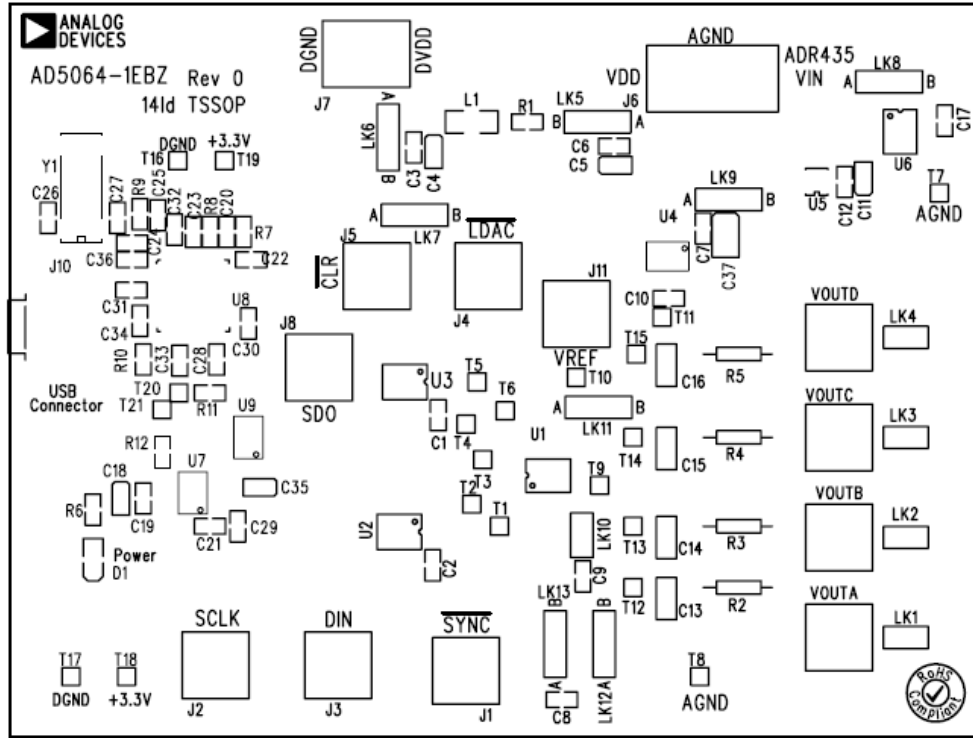 ANALOG
DEVICES
AD5064-1EBZ Rev 0
14ld TSSOP
DGND
DVDD
J7
AGND
VDD
ADR435
VIN
J6
LK5
B
A
LK8
A
B
C17
U6
T7
AGND
L1
R1
LK6
A
B
C3
C4
C6
C5
DGND
+3.3V
T16
T19
Y1
C26
C27
R9
C25
C32
C23
R8
C20
R7
C24
C36
C22
J10
C31
C34
U8
C30
R10
C33
C28
A
B
LK7
LDAC
J5
CLR
J4
LK9
A
B
U4
C7
C37
U5
C12
C11
J11
VREF
C10
T11
T15
C16
R5
VOUTD
LK4
J8
SDO
U3
T5
T6
T10
C1
T4
A
B
LK11
USB
Connector
T20
T21
R11
U9
R12
U7
C18
C19
R6
C35
C21
C29
Power
D1
T3
T2
T1
U1
T9
T14
C15
R4
VOUTC
LK3
U2
C2
LK10
C9
T13
C14
R3
VOUTB
LK2
T12
C13
R2
VOUTA
LK1
LK13
B
A
B
LK12
A
C8
SCLK
J2
DIN
J3
SYNC
J1
T17
DGND
T18
+3.3V
T8
AGND
RoHS
Compliant